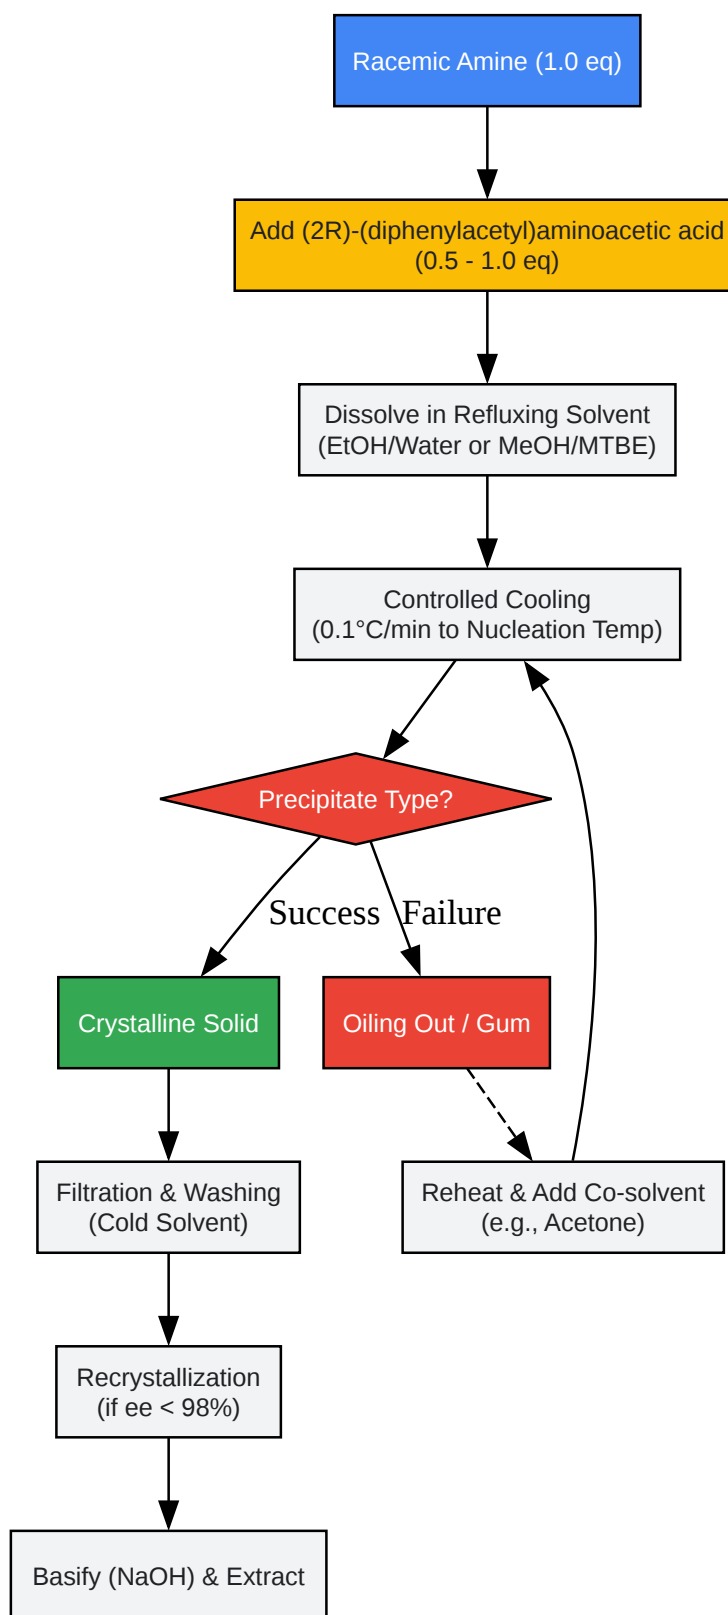 Racemic Amine (1.0 eq)
Add (2R)-(diphenylacetyl)aminoacetic acid
(0.5 - 1.0 eq)
Dissolve in Refluxing Solvent
(EtOH/Water or MeOH/MTBE)
Controlled Cooling
(0.1°C/min to Nucleation Temp)
Precipitate Type?
Success
Failure
Crystalline Solid
Oiling Out / Gum
Filtration & Washing
(Cold Solvent)
Reheat & Add Co-solvent
(e.g., Acetone)
Recrystallization
(if ee < 98%)
Basify (NaOH) & Extract